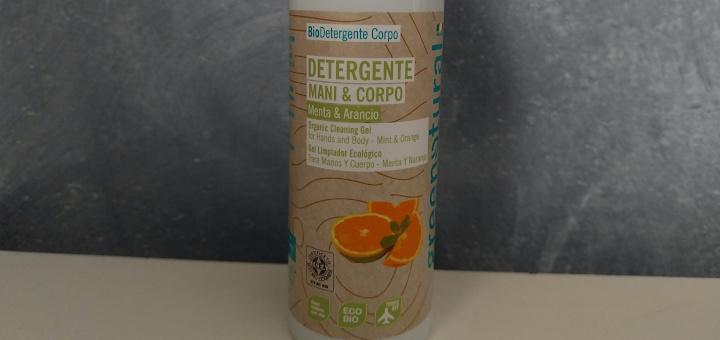 BioDetergente Corpo
DETERGENTE
MANI & CORPO
Menta & Arancio
Organic Cleaning Gel
for Hands and Body - Mint & Orange
Gel Limpiador Ecológico
Para Manos Y Cuerpo - Menta Y Naranja
greenatural
ECO
BIO